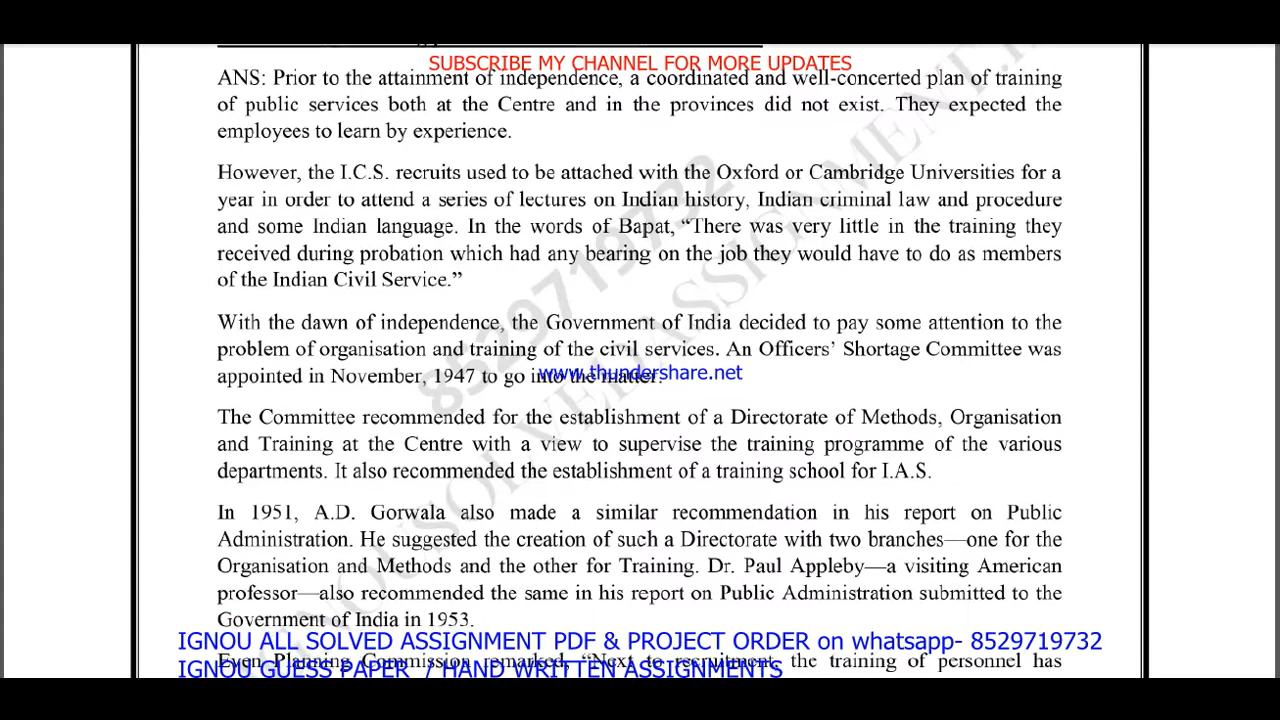 SUBSCRIBE MY CHANNEL FOR MORE UPDATES
ANS: Prior to the attainment of independence, a coordinated and well-concerted plan of training
of public services both at the Centre and in the provinces did not exist. They expected the
employees to learn by experience.
However, the I.C.S. recruits used to be attached with the Oxford or Cambridge Universities for a
year in order to attend a series of lectures on Indian history, Indian criminal law and procedure
and some Indian language. In the words of Bapat, “There was very little in the training they
received during probation which had any bearing on the job they would have to do as members
of the Indian Civil Service.”
With the dawn of independence, the Government of India decided to pay some attention to the
problem of organisation and training of the civil services. An Officers’ Shortage Committee was
appointed in November, 1947 to go into the matter.
www.thundershare.net
The Committee recommended for the establishment of a Directorate of Methods, Organisation
and Training at the Centre with a view to supervise the training programme of the various
departments. It also recommended the establishment of a training school for I.A.S.
In 1951, A.D. Gorwala also made a similar recommendation in his report on Public
Administration. He suggested the creation of such a Directorate with two branches—one for the
Organisation and Methods and the other for Training. Dr. Paul Appleby—a visiting American
professor—also recommended the same in his report on Public Administration submitted to the
Government of India in 1953.
IGNOU ALL SOLVED ASSIGNMENT PDF & PROJECT ORDER on whatsapp- 8529719732
Even Planning Commission remarked, “Next to recruitment, the training of personnel has
IGNOU GUESS PAPER / HAND WRITTEN ASSIGNMENTS
8529719732